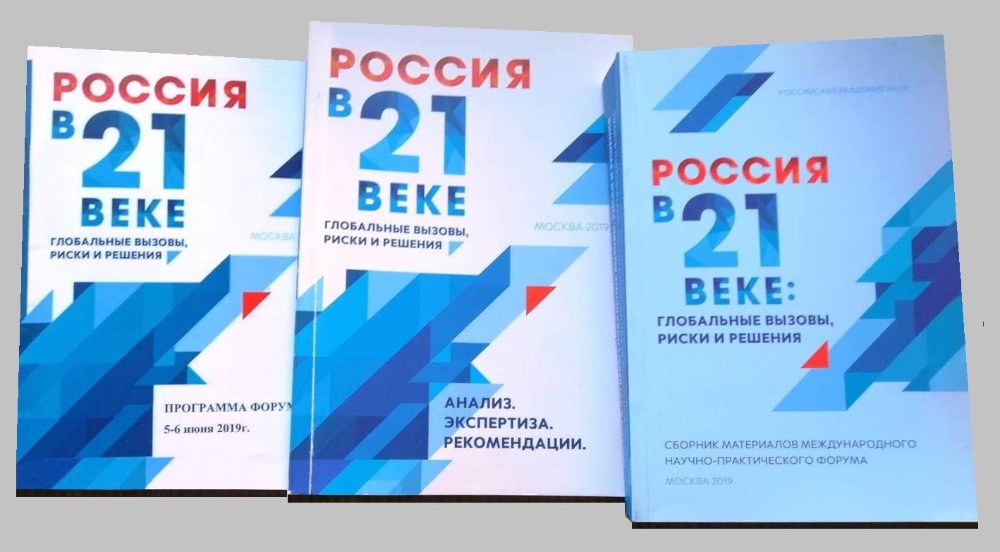 РОССИЯ
В 21
ВЕКЕ
ГЛОБАЛЬНЫЕ ВЫЗОВЫ,
РИСКИ И РЕШЕНИЯ
МОСКВА
ПРОГРАММА ФОРУМ
5-6 июня 2019г.
РОССИЯ
В 21
ВЕКЕ
ГЛОБАЛЬНЫЕ ВЫЗОВЫ,
РИСКИ И РЕШЕНИЯ
МОСКВА 2019
АНАЛИЗ.
ЭКСПЕРТИЗА.
РЕКОМЕНДАЦИИ.
РОССИЙСКАЯ АКАДЕМИЯ НАУК
РОССИЯ
В 21
ВЕКЕ:
ГЛОБАЛЬНЫЕ ВЫЗОВЫ,
РИСКИ И РЕШЕНИЯ
СБОРНИК МАТЕРИАЛОВ МЕЖДУНАРОДНОГО
НАУЧНО-ПРАКТИЧЕСКОГО ФОРУМА
МОСКВА 2019